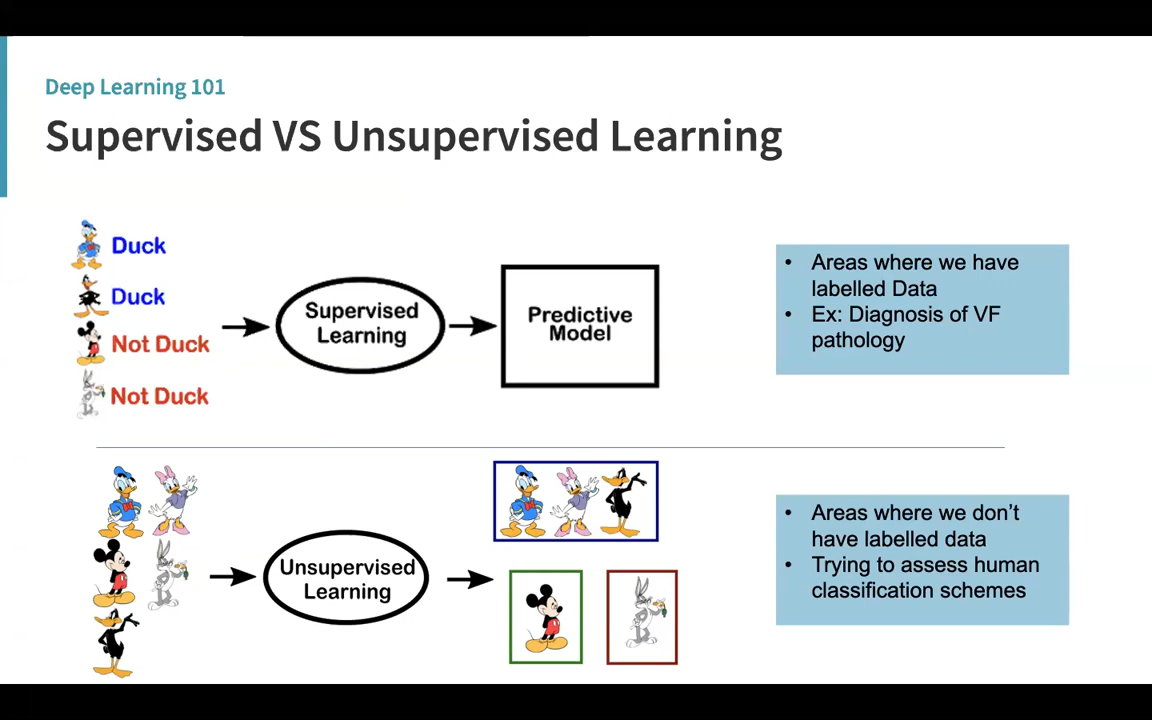 Deep Learning 101
Supervised VS Unsupervised Learning
Duck
Duck
Not Duck
Not Duck
Supervised
Learning
Predictive
Model
• Areas where we have
labelled Data
• Ex: Diagnosis of VF
pathology
Unsupervised
Learning
• Areas where we don't
have labelled data
• Trying to assess human
classification schemes